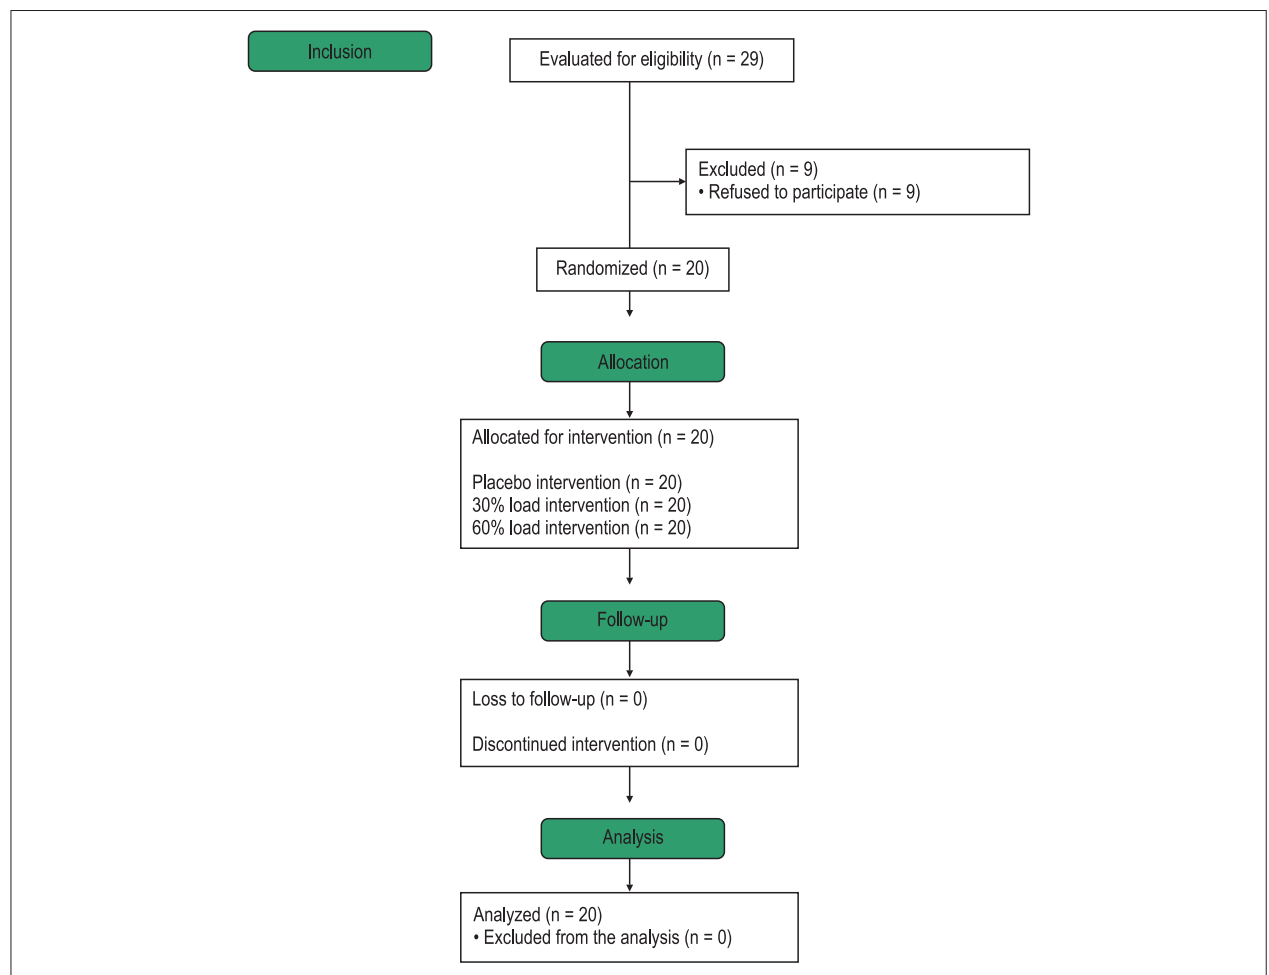 Inclusion
Evaluated for eligibility (n = 29)
Excluded (n = 9)
• Refused to participate (n = 9)
Randomized (n = 20)
Allocation
Allocated for intervention (n = 20)
Placebo intervention (n = 20)
30% load intervention (n = 20)
60% load intervention (n = 20)
Follow-up
Loss to follow-up (n = 0)
Discontinued intervention (n = 0)
Analysis
Analyzed (n = 20)
• Excluded from the analysis (n = 0)